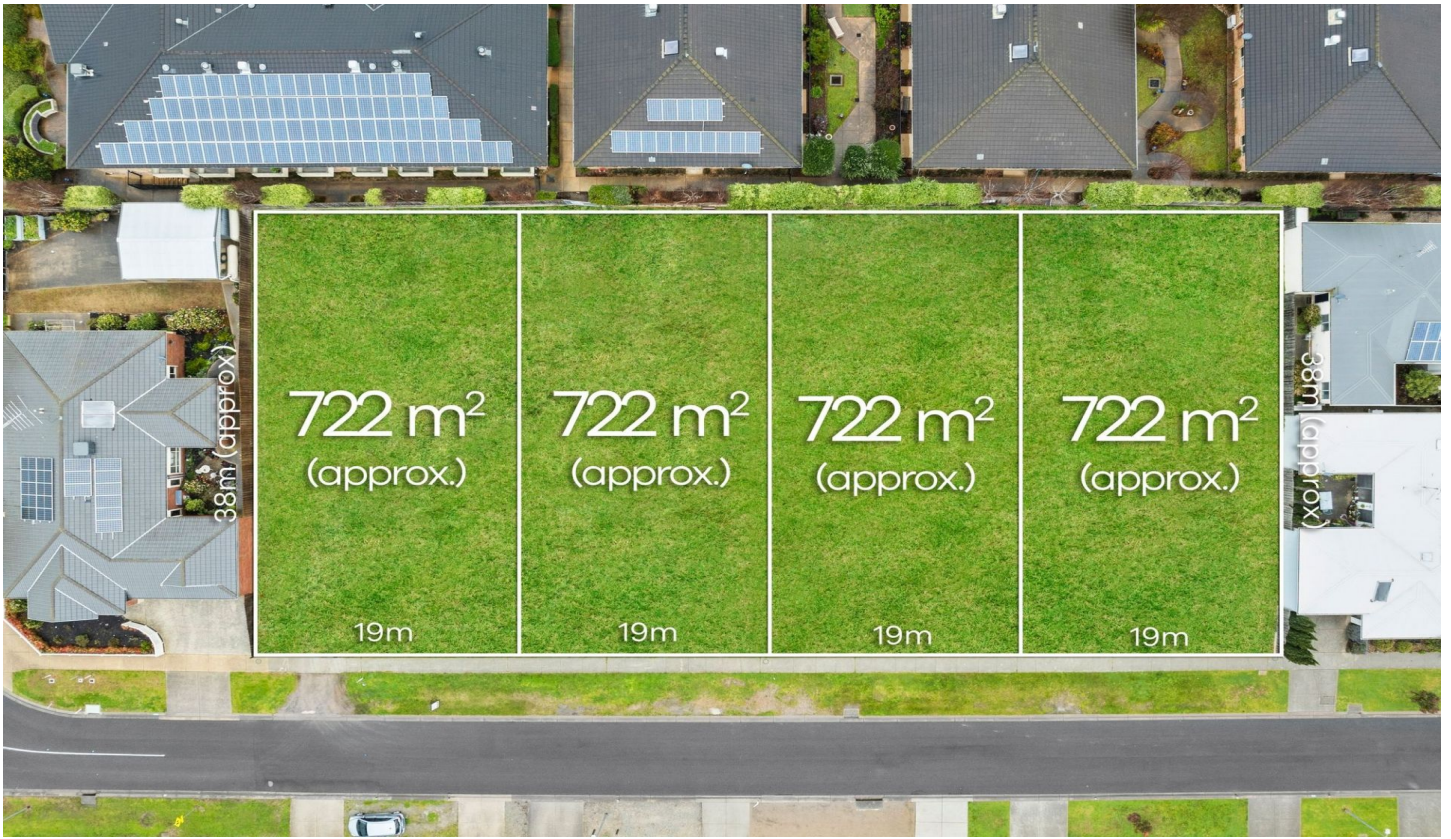 38m (approx)
722 m²
(approx.)
19m
722 m²
(approx.)
19m
722 m²
(approx.)
19m
722 m²
(approx.)
19m
38m (approx)